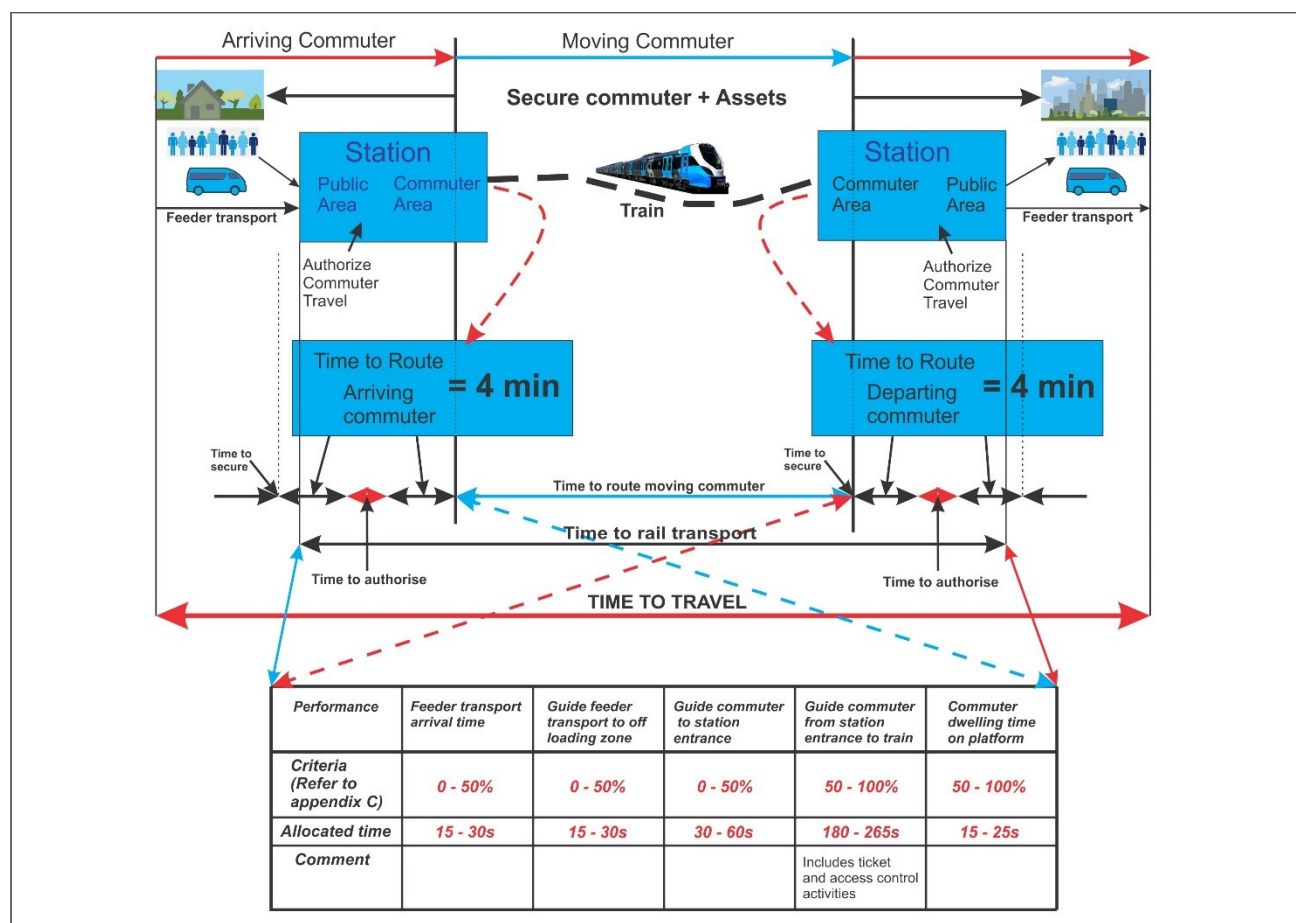 Arriving Commuter
Moving Commuter
Secure commuter + Assets
Station
Public
Area
Commuter
Area
Feeder transport
Train
Station
Commuter
Area
Public
Area
Feeder transport
Authorize
Commuter
Travel
Authorize
Commuter
Travel
Time to Route
Arriving
commuter
= 4 min
Time to Route
Departing
commuter
= 4 min
Time to
secure
Time to route moving commuter
Time to
secure
Time to rail transport
Time to authorise
Time to authorise
TIME TO TRAVEL
Performance
Feeder transport
arrival time
Guide feeder
transport to off
loading zone
Guide commuter
to station
entrance
Guide commuter
from station
entrance to train
Commuter
dwelling time
on platform
Criteria
(Refer to
appendix C)
0 - 50%
0 - 50%
0 - 50%
50 - 100%
50 - 100%
Allocated time
15 - 30s
15 - 30s
30 - 60s
180 - 265s
15 - 25s
Comment
Includes ticket
and access control
activities